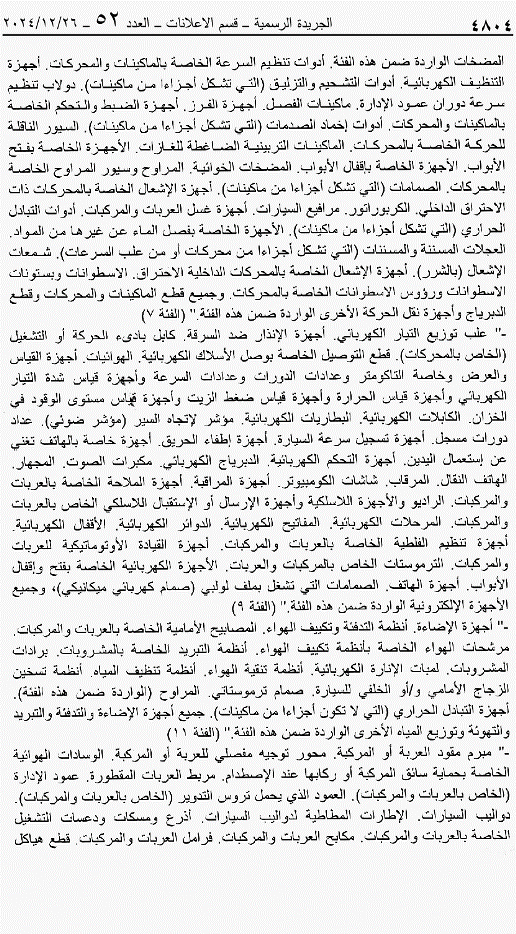 ٤٨٠٤ الجريدة الرسمية ـ قسم الاعلانات ـ العدد ٥٢ ـ ٢٠٢٤/١٢/٢٦
المضخات الواردة ضمن هذه الفئة. أدوات تنظيم السرعة الخاصة بالماكينات والمحركات. أجهزة
التنظيف الكهربائية. أدوات التشحيم والتزليق (التي تشكل أجزاءا من ماكينات). دولاب تنظيم
سرعة دوران عمود الإدارة. ماكينات الفصل. أجهزة الفرز. أجهزة الضبط والتحكم الخاصة
بالماكينات والمحركات. أدوات إخماد الصدمات (التي تشكل أجزاءا من ماكينات). السيور الناقلة
للحركة الخاصة بالمحركات. الماكينات التربينية الضاغطة للغازات. الأجهزة الخاصة بفتح
الأبواب. الأجهزة الخاصة بإقفال الأبواب. المضخات الخوائية. المراوح وسيور المراوح الخاصة
بالمحركات. الصمامات (التي تشكل أجزاءا من ماكينات). أجهزة الإشعال الخاصة بالمحركات ذات
الاحتراق الداخلي. الكربوراتور. مرافيع السيارات. أجهزة غسل العربات والمركبات. أدوات التبادل
الحراري (التي تشكل أجزاءا من ماكينات). الأجهزة الخاصة بفصل الماء عن غيرها من المواد.
العجلات المسننة والمسننات (التي تشكل أجزاءا من محركات أو من علب السرعات). شمعات
الإشعال (بالشرر). أجهزة الإشعال الخاصة بالمحركات الداخلية الاحتراق. الاسطوانات وبستونات
الاسطوانات ورؤوس الاسطوانات الخاصة بالمحركات. وجميع قطع الماكينات والمحركات وقطع
الدبرياج وأجهزة نقل الحركة الأخرى الواردة ضمن هذه الفئة." (الفئة ٧)
-" علب توزيع التيار الكهربائي. أجهزة الإنذار ضد السرقة. كابل بادىء الحركة أو التشغيل
(الخاص بالمحركات). قطع التوصيل الخاصة بوصل الأسلاك الكهربائية. الهوائيات. أجهزة القياس
والعرض وخاصة التاكومتر وعدادات الدورات وعدادات السرعة وأجهزة قياس شدة التيار
الكهربائي وأجهزة قياس الحرارة وأجهزة قياس ضغط الزيت وأجهزة قياس مستوى الوقود في
الخزان. الكابلات الكهربائية. البطاريات الكهربائية. مؤشر لإتجاه السير (مؤشر ضوئي). عداد
دورات مسجل. أجهزة تسجيل سرعة السيارة. أجهزة إطفاء الحريق. أجهزة خاصة بالهاتف تغني
عن إستعمال اليدين. أجهزة التحكم الكهربائية. الدبرياج الكهربائي. مكبرات الصوت. المجهار.
الهاتف النقال. المرقاب. شاشات الكومبيوتر. أجهزة المراقبة. أجهزة الملاحة الخاصة بالعربات
والمركبات. الراديو والأجهزة اللاسلكية وأجهزة الإرسال أو الإستقبال اللاسلكي الخاص بالعربات
والمركبات. المرحلات الكهربائية. المفاتيح الكهربائية. الدوائر الكهربائية. الأقفال الكهربائية.
أجهزة تنظيم الفلطية الخاصة بالعربات والمركبات. أجهزة القيادة الأوتوماتيكية للعربات
والمركبات. الترموستات الخاص بالمركبات والعربات. الأجهزة الكهربائية الخاصة بفتح وإقفال
الأبواب. أجهزة الهاتف. الصمامات التي تشغل بملف لولبي (صمام كهربائي ميكانيكي)، وجميع
الأجهزة الإلكترونية الواردة ضمن هذه الفئة." (الفئة ٩)
-" أجهزة الإضاءة. أنظمة التدفئة وتكييف الهواء. المصابيح الأمامية الخاصة بالعربات والمركبات.
مرشحات الهواء الخاصة بأنظمة تكييف الهواء. أنظمة التبريد الخاصة بالمشروبات. برادات
المشروبات. لمبات الإنارة الكهربائية. أنظمة تنقية الهواء. أنظمة تنظيف المياه. أنظمة تسخين
الزجاج الأمامي و/أو الخلفي للسيارة. صمام ترموستاتي. المراوح (الواردة ضمن هذه الفئة).
أجهزة التبادل الحراري (التي لا تكون أجزاءا من ماكينات). جميع أجهزة الإضاءة والتدفئة والتبريد
والتهوئة وتوزيع المياه الأخرى الواردة ضمن هذه الفئة." (الفئة ١١)
-" مبرم مقود العربة أو المركبة. محور توجيه مفصلي للعربة أو المركبة. الوسادات الهوائية
الخاصة بحماية سائق المركبة أو ركابها عند الإصطدام. مربط العربات المقطورة. عمود الإدارة
(الخاص بالعربات والمركبات). العمود الذي يحمل تروس التدوير (الخاص بالعربات والمركبات).
دواليب السيارات. الإطارات المطاطية لدواليب السيارات. أذرع ومسكات ودعسات التشغيل
الخاصة بالعربات والمركبات. مكابح العربات والمركبات. فرامل العربات والمركبات. قطع هياكل